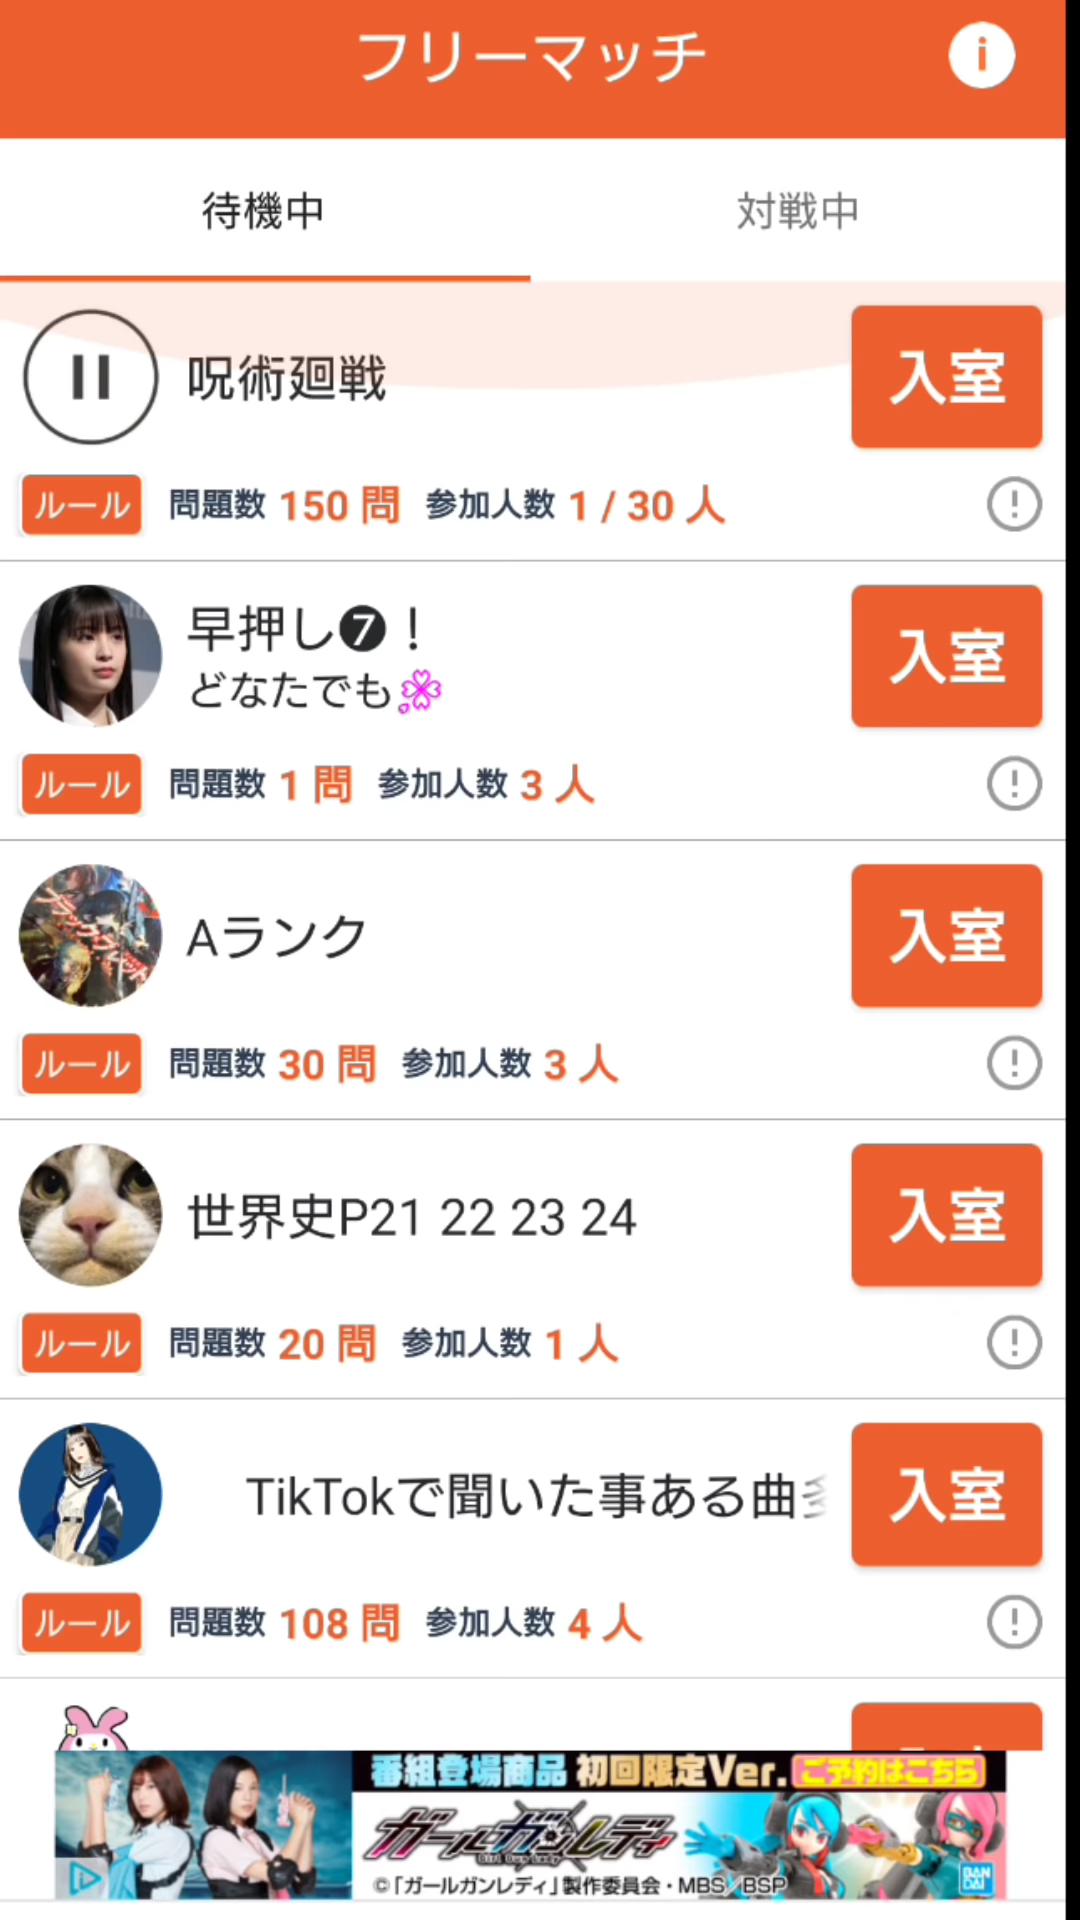 フリーマッチ
待機中
対戦中
呪術廻戦
入室
ルール 問題数 150 問 参加人数 1 / 30 人
早押し❼！
どなたでも
入室
ルール 問題数 1 問 参加人数 3 人
Aランク
入室
ルール 問題数 30 問 参加人数 3 人
世界史P21 22 23 24
入室
ルール 問題数 20 問 参加人数 1 人
TikTokで聞いた事ある曲
入室
ルール 問題数 108 問 参加人数 4 人
番組登場商品 初回限定Ver. ご予約はこちら
ガールガンレディ
Girl Gun Lady
©「ガールガンレディ」製作委員会・MBS／BSP
BAN
DAI